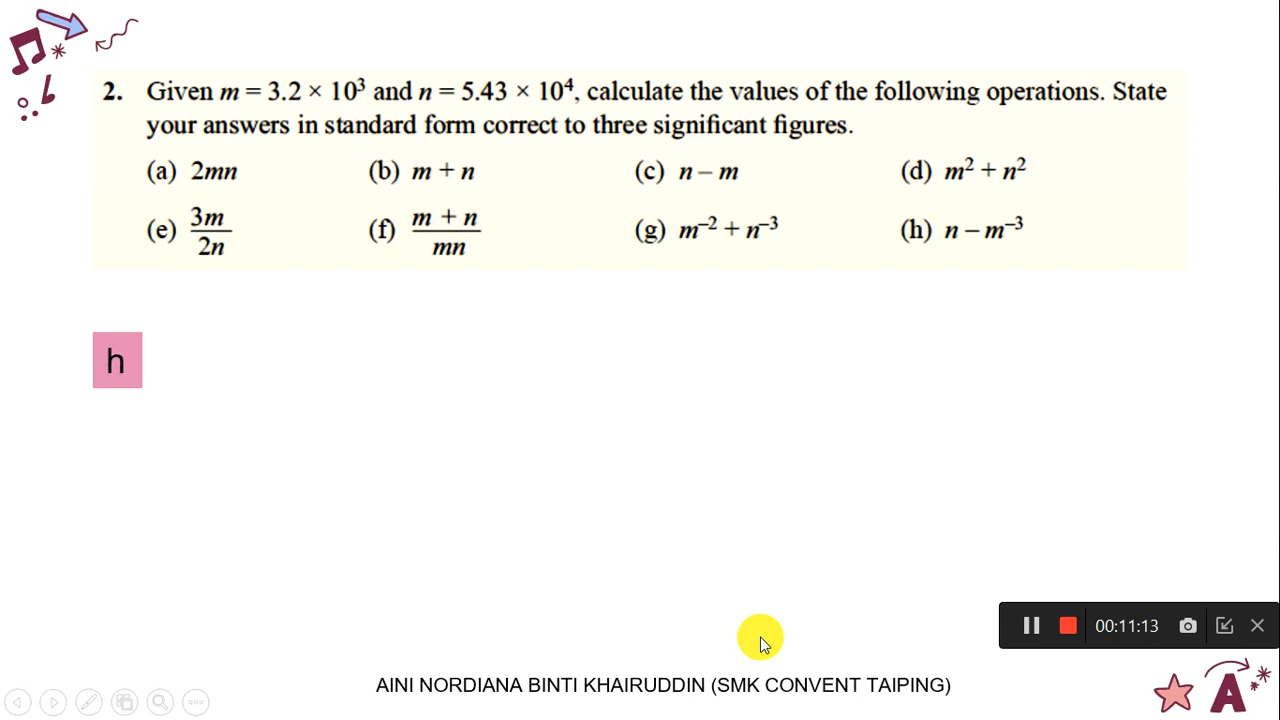 2. Given m = 3.2 × 10³ and n = 5.43 × 10⁴, calculate the values of the following operations. State
your answers in standard form correct to three significant figures.
(a) 2mn (b) m + n (c) n – m (d) m² + n²
(e) 3m/2n (f) (m + n)/mn (g) m⁻² + n⁻³ (h) n – m⁻³
h
00:11:13
AINI NORDIANA BINTI KHAIRUDDIN (SMK CONVENT TAIPING)
A